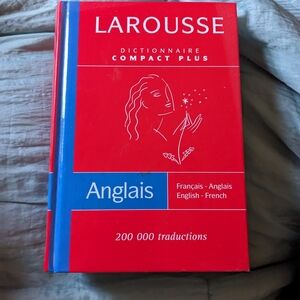 LAROUSSE
DICTIONNAIRE
COMPACT PLUS
Anglais
Français - Anglais
English - French
200 000 traductions